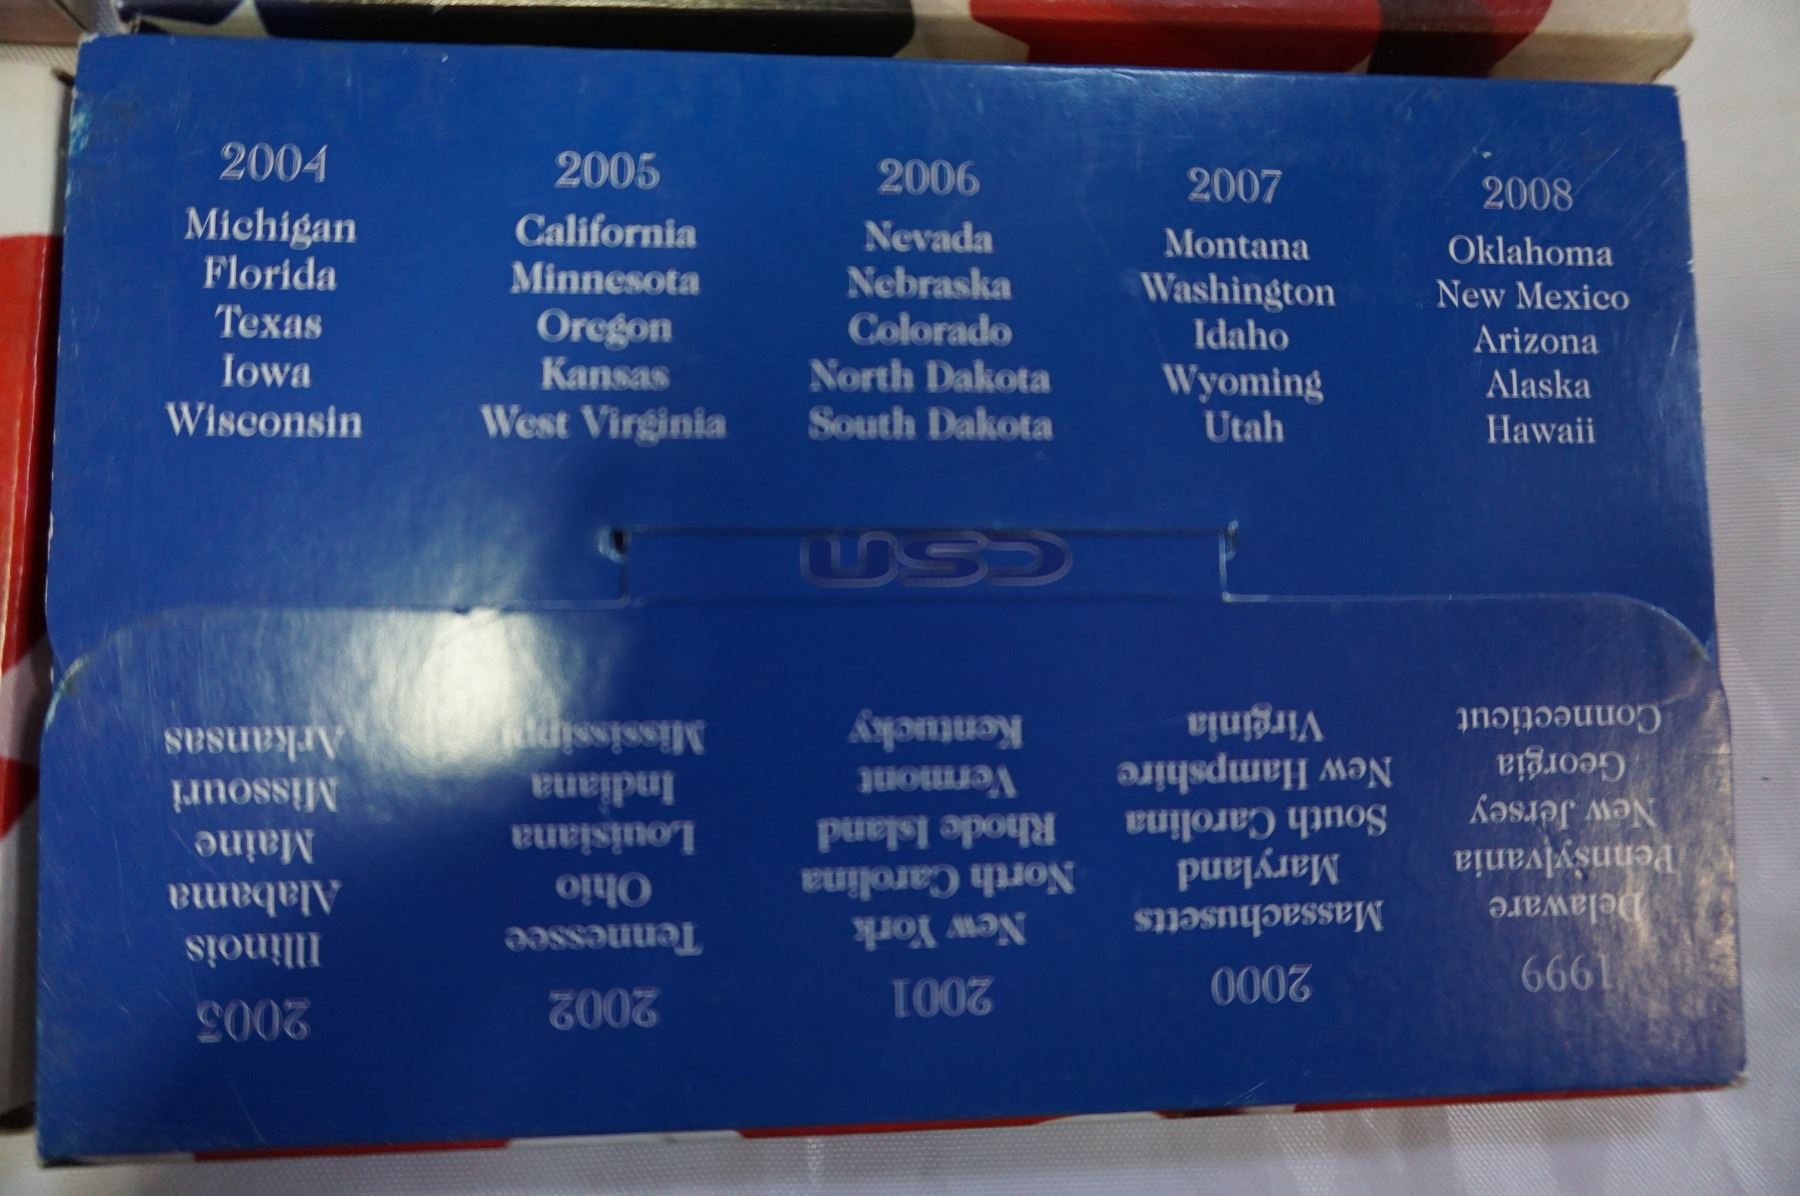 2004
Michigan
Florida
Texas
Iowa
Wisconsin
2005
California
Minnesota
Oregon
Kansas
West Virginia
2006
Nevada
Nebraska
Colorado
North Dakota
South Dakota
2007
Montana
Washington
Idaho
Wyoming
Utah
2008
Oklahoma
New Mexico
Arizona
Alaska
Hawaii
1999
Delaware
Pennsylvania
New Jersey
Georgia
Connecticut
2000
Massachusetts
Maryland
South Carolina
New Hampshire
Virginia
2001
New York
North Carolina
Rhode Island
Vermont
Kentucky
2002
Tennessee
Ohio
Louisiana
Indiana
Mississippi
2003
Illinois
Alabama
Maine
Missouri
Arkansas